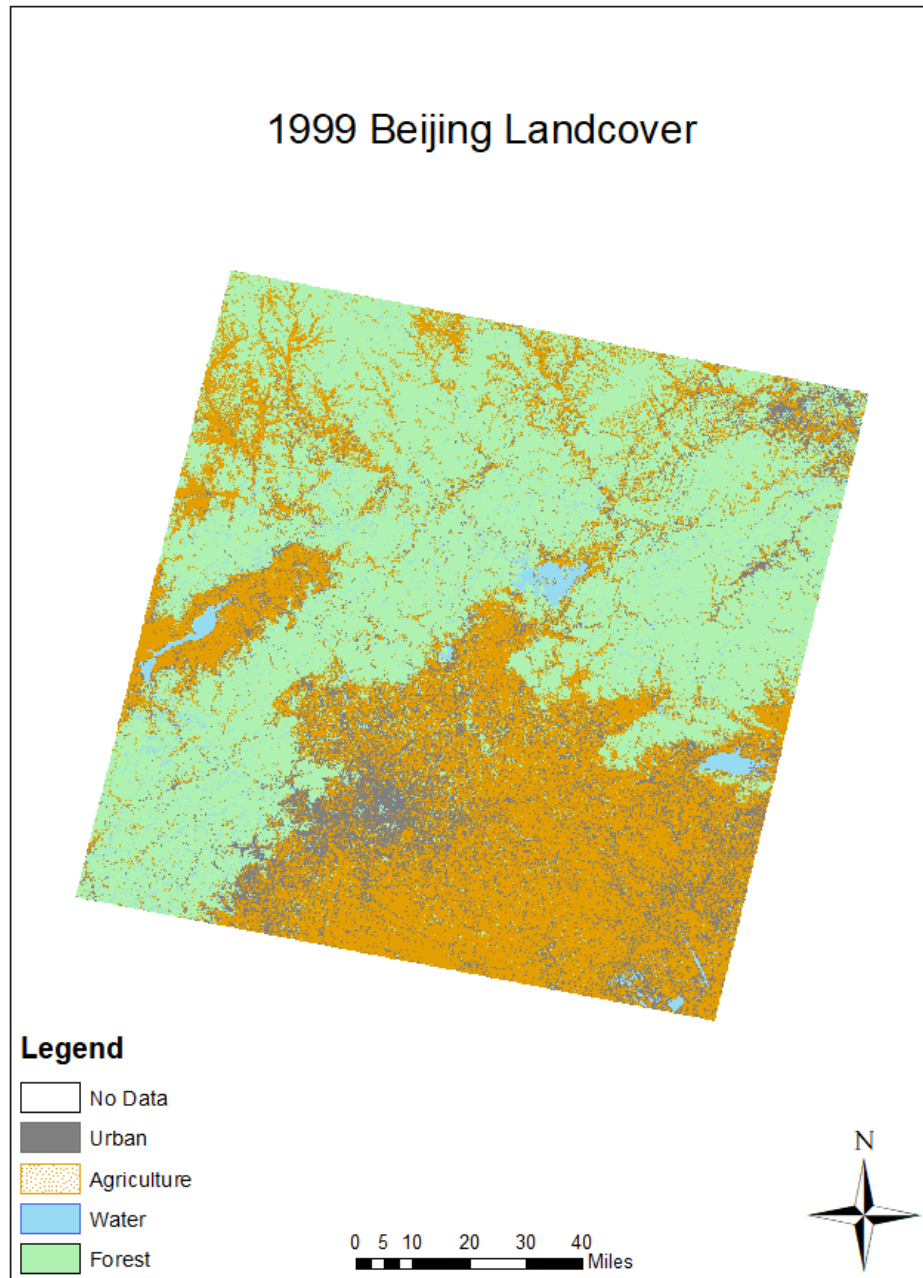 1999 Beijing Landcover
Legend
No Data
Urban
Agriculture
Water
Forest
N
0 5 10 20 30 40
Miles